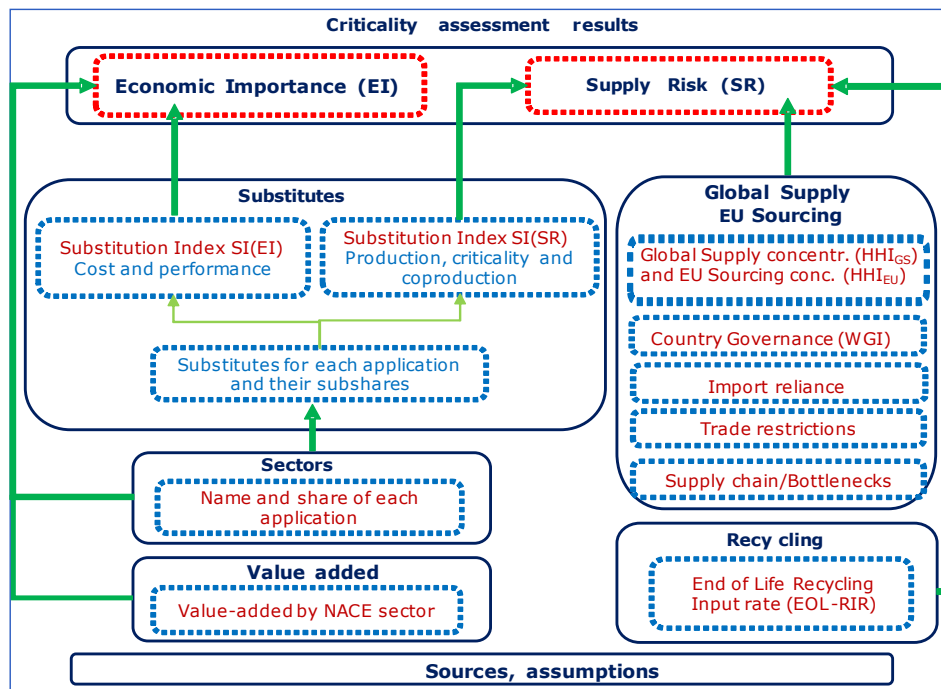 Criticality assessment results
Economic Importance (EI)
Supply Risk (SR)
Substitutes
Substitution Index SI(EI)
Cost and performance
Substitution Index SI(SR)
Production, criticality and
coproduction
Substitutes for each application
and their subshares
Sectors
Name and share of each
application
Value added
Value-added by NACE sector
Global Supply
EU Sourcing
Global Supply concentr. (HHIGS)
and EU Sourcing conc. (HHIEU)
Country Governance (WGI)
Import reliance
Trade restrictions
Supply chain/Bottlenecks
Recycling
End of Life Recycling
Input rate (EOL-RIR)
Sources, assumptions